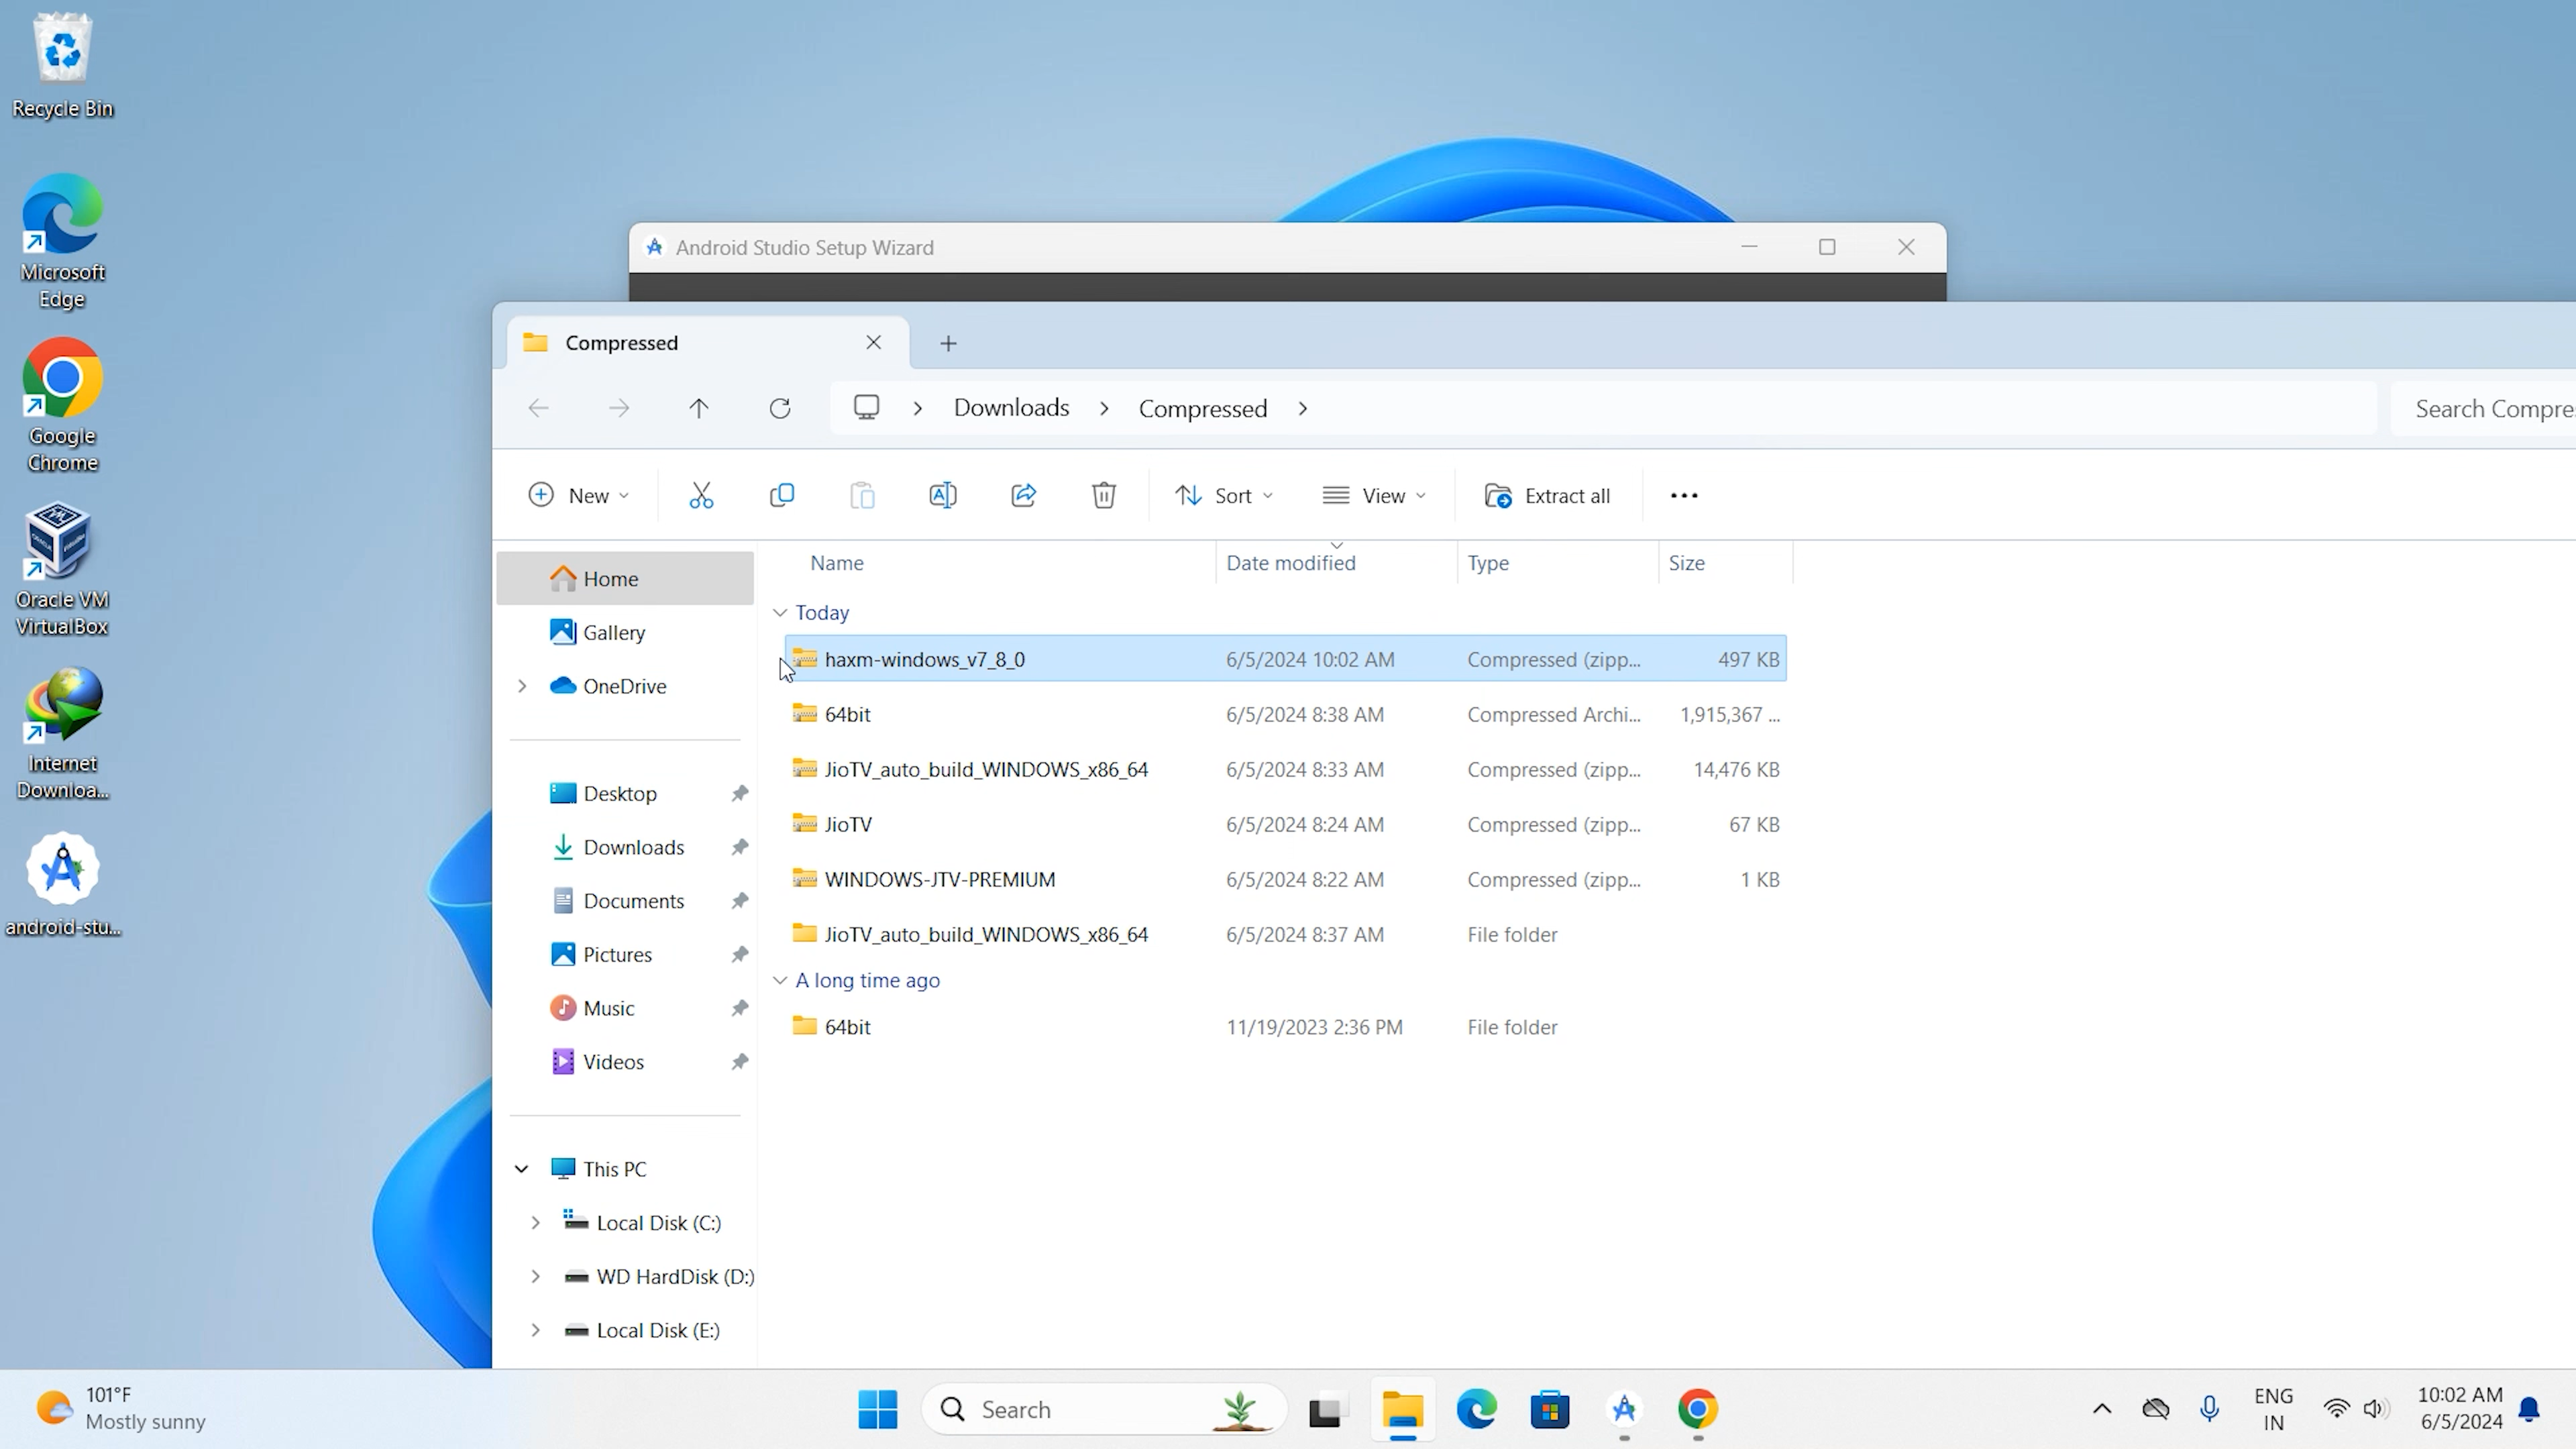 Recycle Bin
Microsoft
Edge
Google
Chrome
Oracle VM
VirtualBox
Internet
Downloa...
android-stu...
Android Studio Setup Wizard
Compressed
Downloads
Compressed
Search Compre
New
Sort
View
Extract all
Home
Gallery
OneDrive
Desktop
Downloads
Documents
Pictures
Music
Videos
This PC
Local Disk (C:)
WD HardDisk (D:)
Local Disk (E:)
Name Date modified Type Size
Today
haxm-windows_v7_8_0 6/5/2024 10:02 AM Compressed (zipp... 497 KB
64bit 6/5/2024 8:38 AM Compressed Archi... 1,915,367 ...
JioTV_auto_build_WINDOWS_x86_64 6/5/2024 8:33 AM Compressed (zipp... 14,476 KB
JioTV 6/5/2024 8:24 AM Compressed (zipp... 67 KB
WINDOWS-JTV-PREMIUM 6/5/2024 8:22 AM Compressed (zipp... 1 KB
JioTV_auto_build_WINDOWS_x86_64 6/5/2024 8:37 AM File folder
A long time ago
64bit 11/19/2023 2:36 PM File folder
101°F
Mostly sunny
Search
ENG
IN
10:02 AM
6/5/2024